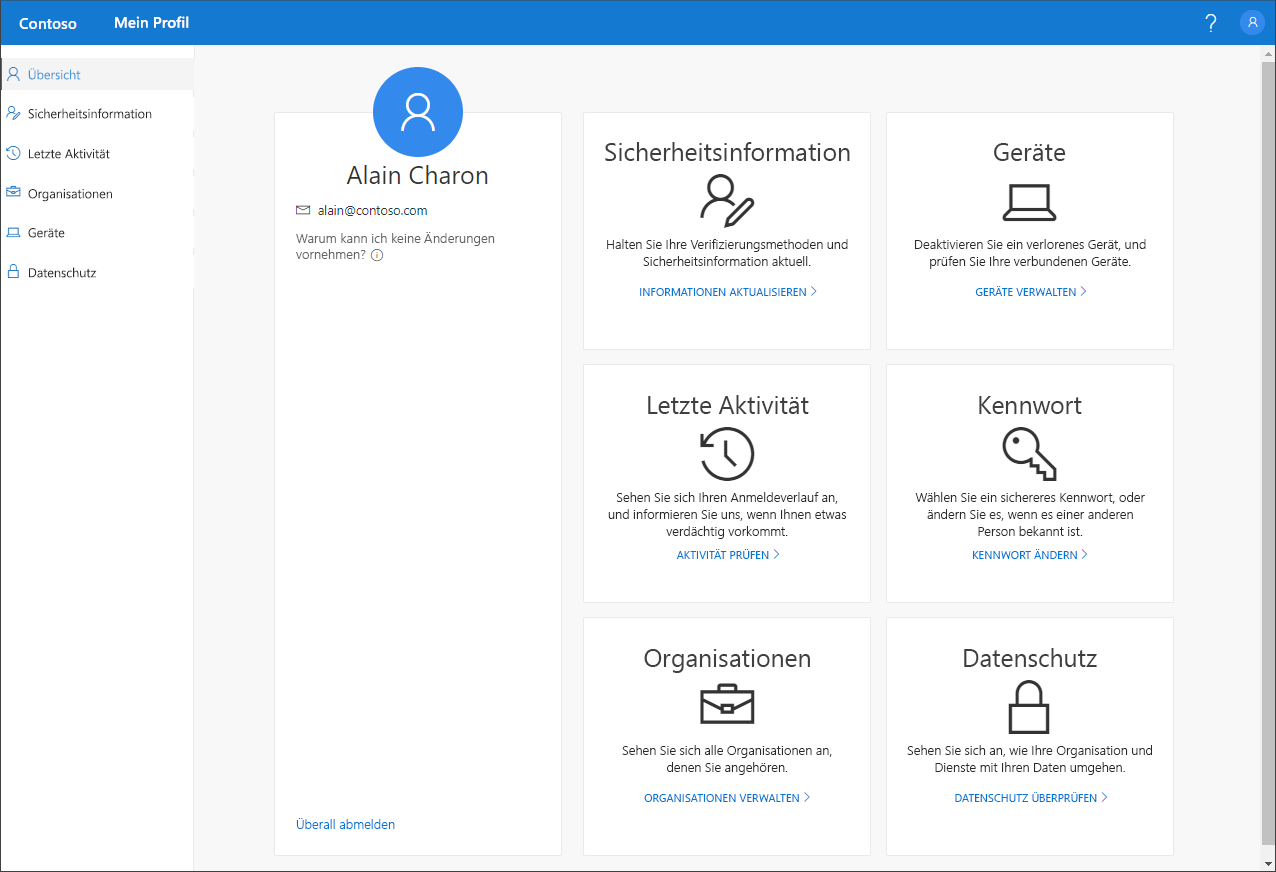 Contoso
Mein Profil
?
Übersicht
Sicherheitsinformation
Letzte Aktivität
Organisationen
Geräte
Datenschutz
Alain Charon
alain@contoso.com
Warum kann ich keine Änderungen
vornehmen?
Überall abmelden
Sicherheitsinformation
Halten Sie Ihre Verifizierungsmethoden und
Sicherheitsinformation aktuell.
INFORMATIONEN AKTUALISIEREN
Geräte
Deaktivieren Sie ein verlorenes Gerät, und
prüfen Sie Ihre verbundenen Geräte.
GERÄTE VERWALTEN
Letzte Aktivität
Sehen Sie sich Ihren Anmeldeverlauf an,
und informieren Sie uns, wenn Ihnen etwas
verdächtig vorkommt.
AKTIVITÄT PRÜFEN
Kennwort
Wählen Sie ein sichereres Kennwort, oder
ändern Sie es, wenn es einer anderen
Person bekannt ist.
KENNWORT ÄNDERN
Organisationen
Sehen Sie sich alle Organisationen an,
denen Sie angehören.
ORGANISATIONEN VERWALTEN
Datenschutz
Sehen Sie sich an, wie Ihre Organisation und
Dienste mit Ihren Daten umgehen.
DATENSCHUTZ ÜBERPRÜFEN